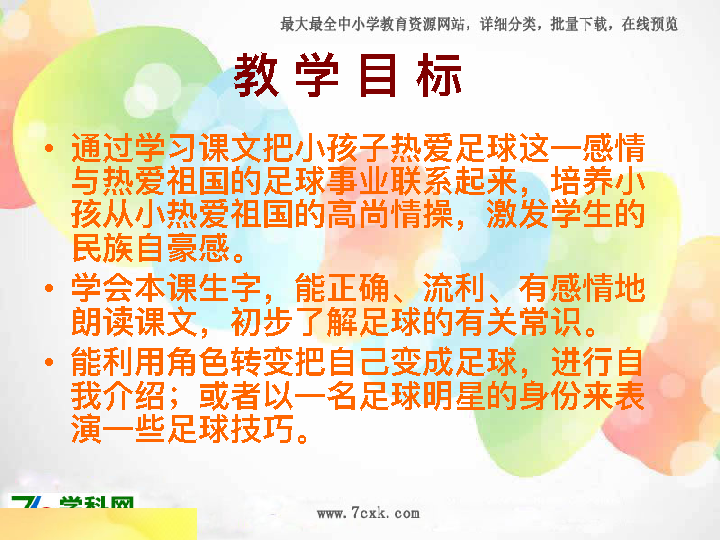 最大最全中小学教育资源网站，详细分类，批量下载，在线预览
教学目标
• 通过学习课文把小孩子热爱足球这一感情
与热爱祖国的足球事业联系起来，培养小
孩从小热爱祖国的高尚情操，激发学生的
民族自豪感。
• 学会本课生字，能正确、流利、有感情地
朗读课文，初步了解足球的有关常识。
• 能利用角色转变把自己变成足球，进行自
我介绍；或者以一名足球明星的身份来表
演一些足球技巧。
学科网
www.7cxk.com